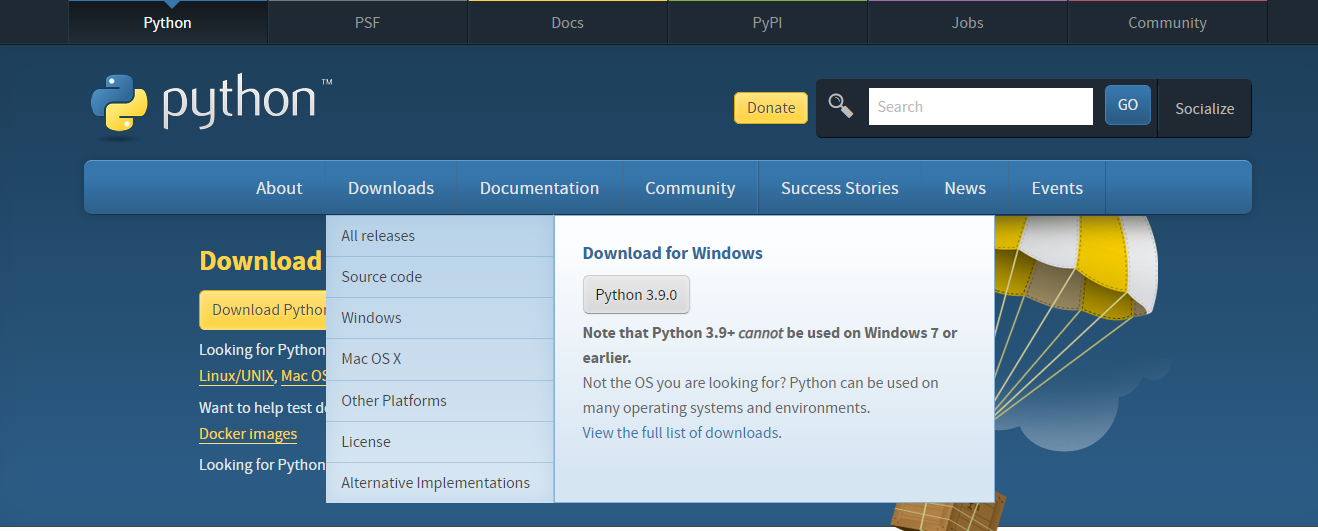 Python PSF Docs PyPI Jobs Community
python™
Donate Search GO Socialize
About Downloads Documentation Community Success Stories News Events
Download
Download Python
Looking for Python
Linux/UNIX, Mac OS
Want to help test
Docker images
Looking for Python
All releases
Source code
Windows
Mac OS X
Other Platforms
License
Alternative Implementations
Download for Windows
Python 3.9.0
Note that Python 3.9+ cannot be used on Windows 7 or
earlier.
Not the OS you are looking for? Python can be used on
many operating systems and environments.
View the full list of downloads.